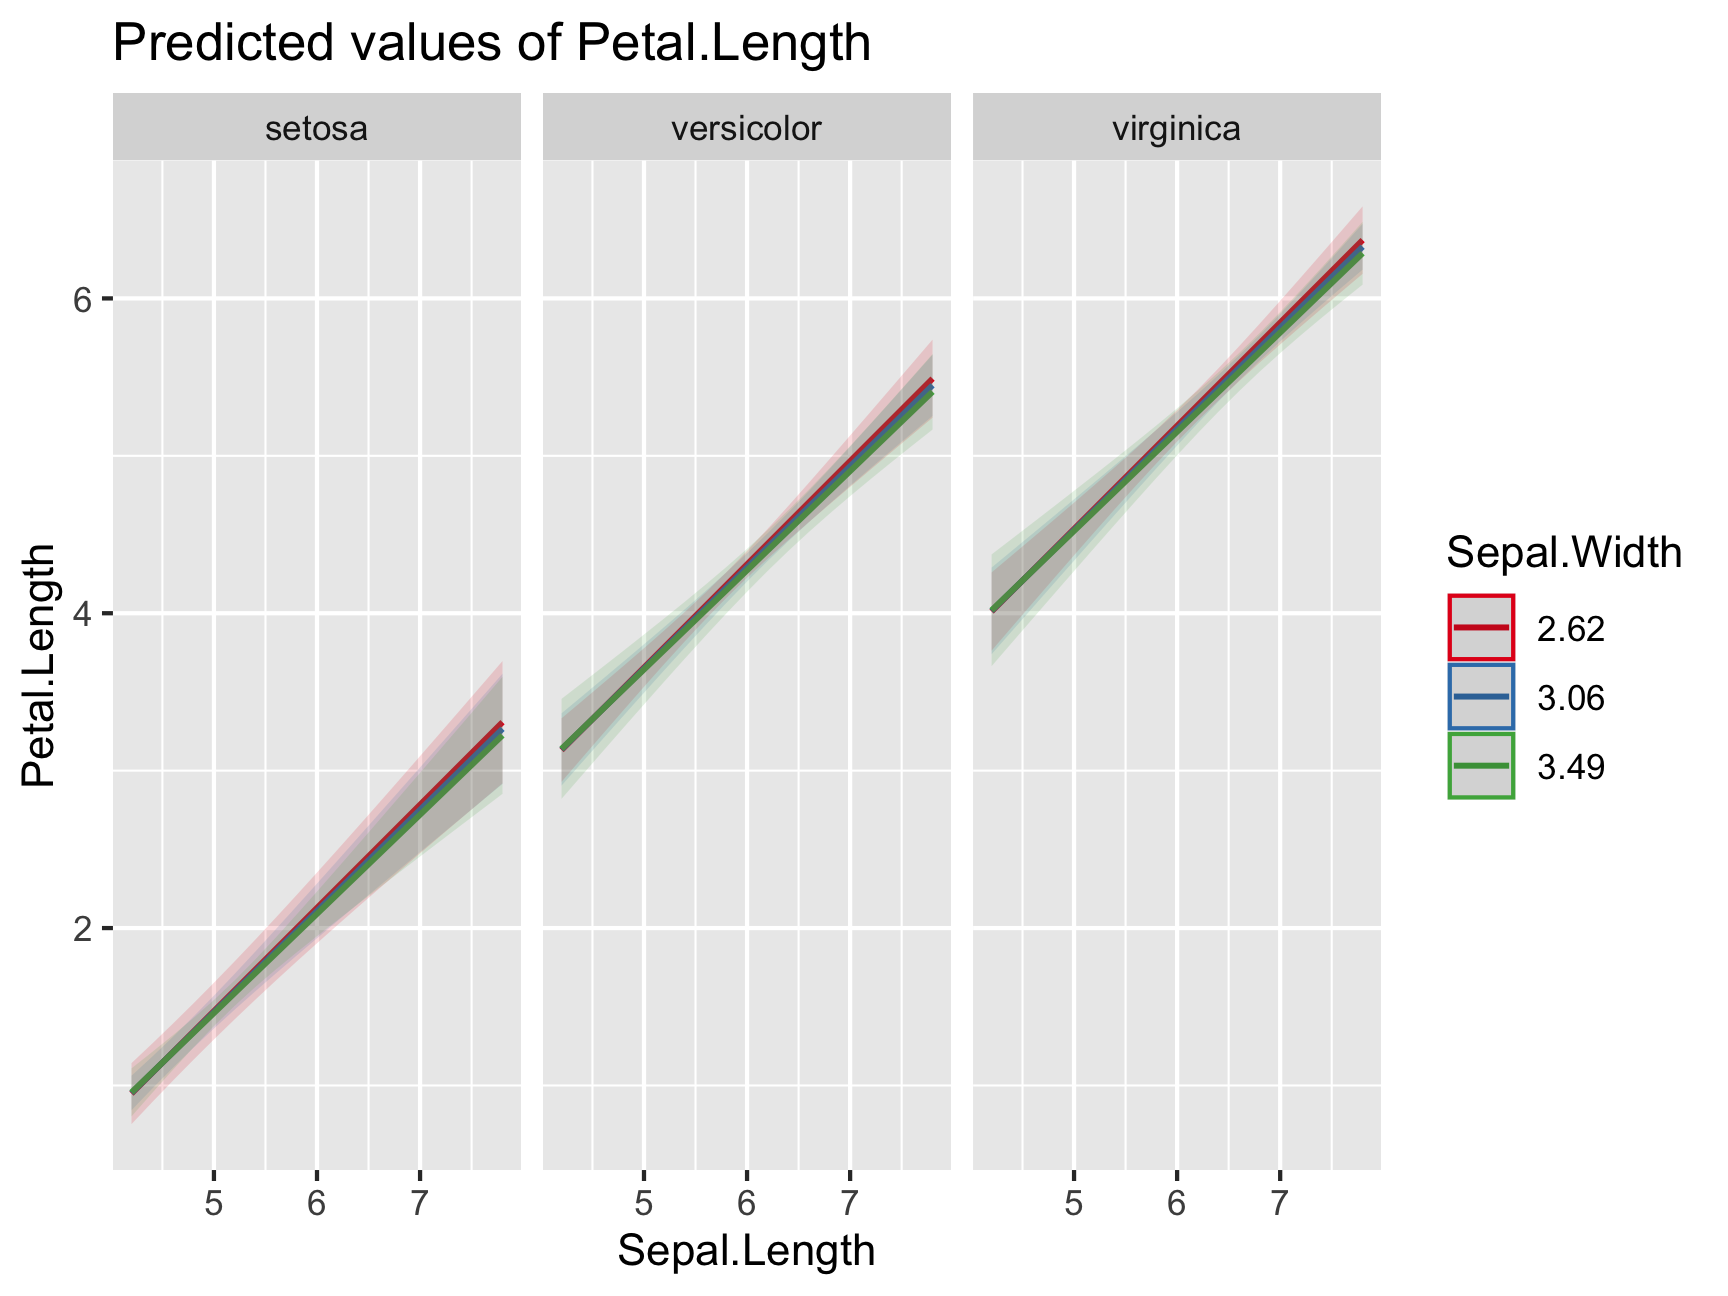 Predicted values of Petal.Length
setosa versicolor virginica
6
4
2
Petal.Length
5 6 7 5 6 7 5 6 7
Sepal.Length
Sepal.Width
2.62
3.06
3.49